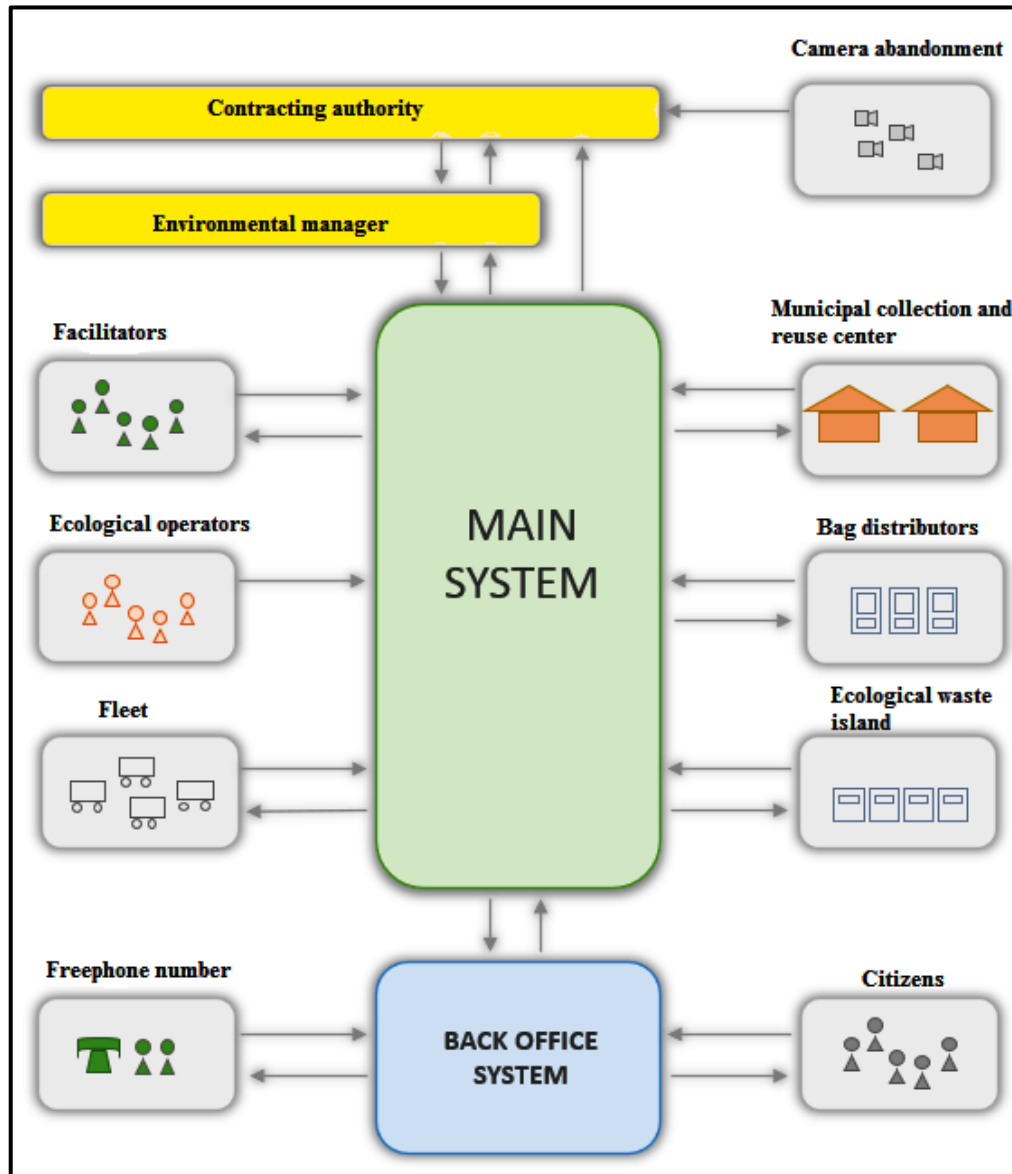 Camera abandonment
Contracting authority
Environmental manager
Facilitators
Municipal collection and
reuse center
MAIN
SYSTEM
Ecological operators
Bag distributors
Fleet
Ecological waste
island
Freephone number
BACK OFFICE
SYSTEM
Citizens